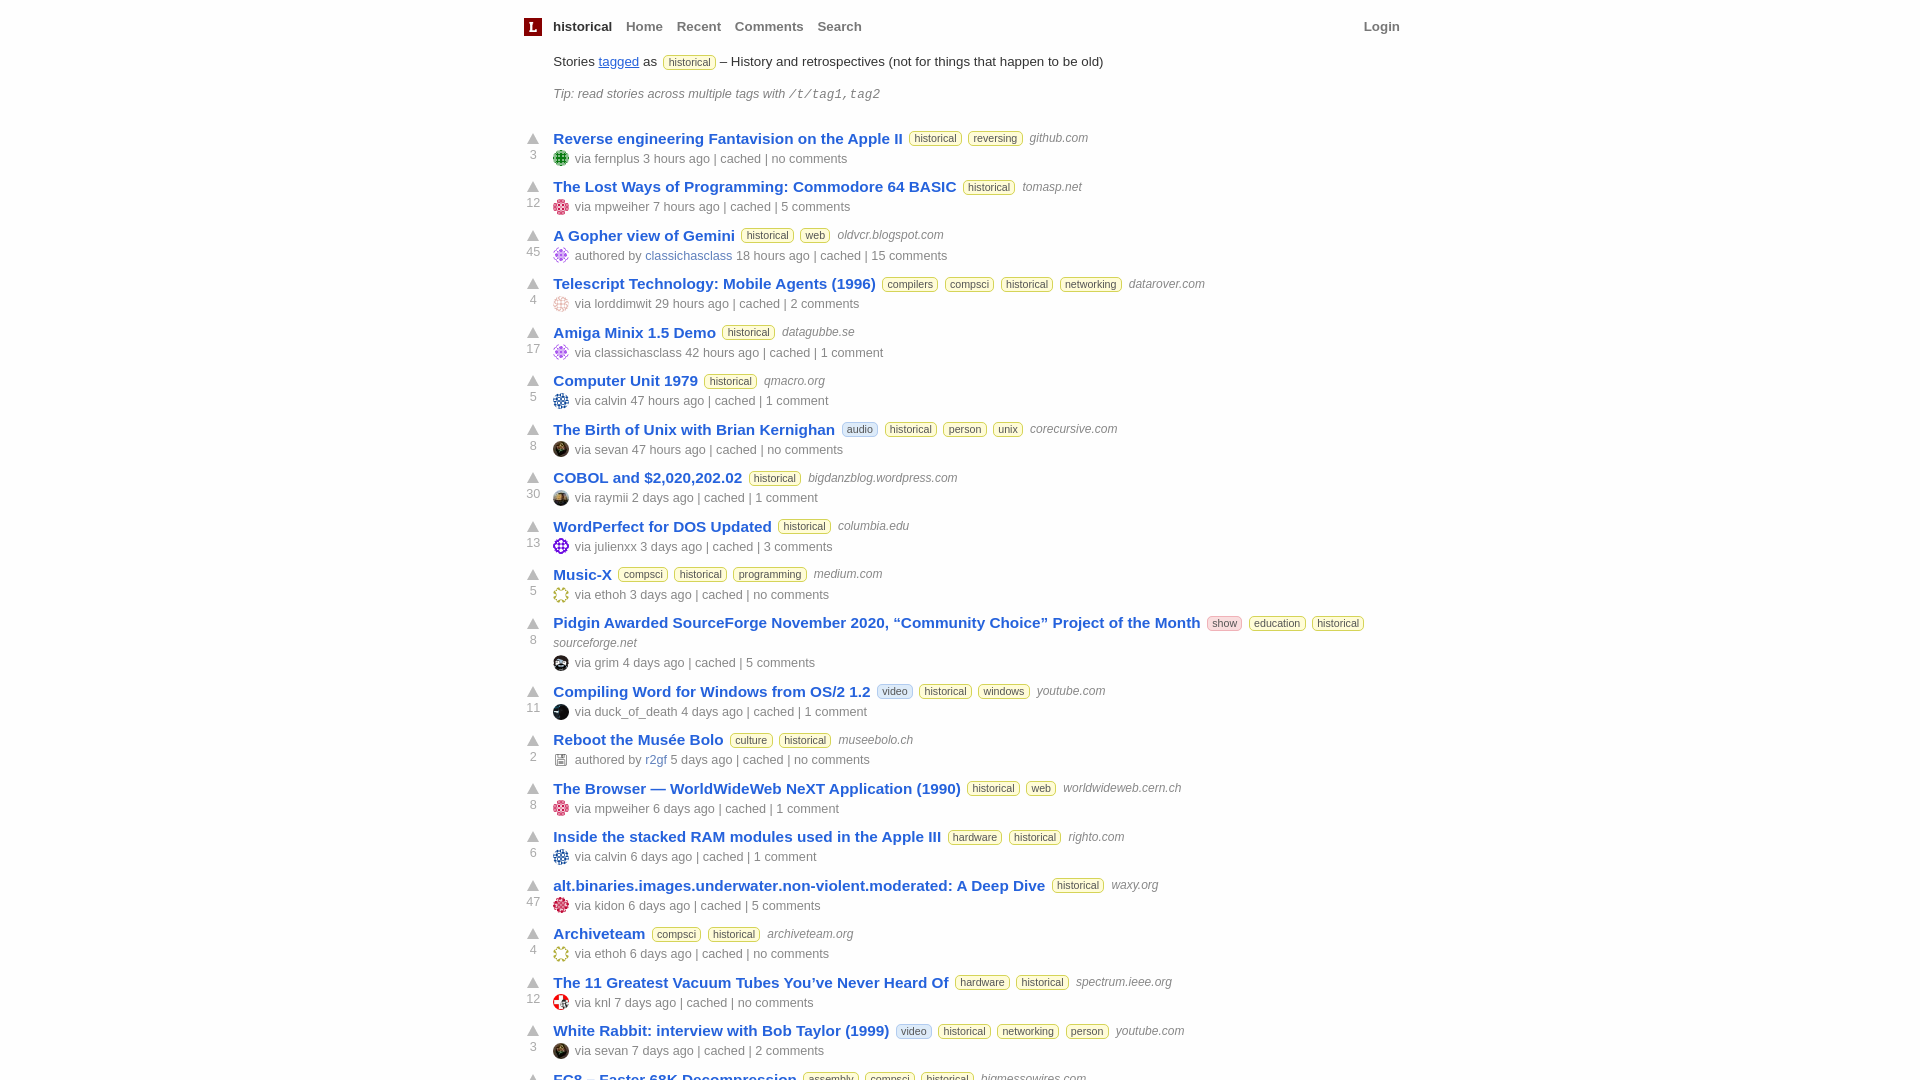 L historical Home Recent Comments Search Login
Stories tagged as historical – History and retrospectives (not for things that happen to be old)
Tip: read stories across multiple tags with /t/tag1,tag2
Reverse engineering Fantavision on the Apple II historical reversing github.com
3 via fernplus 3 hours ago | cached | no comments
The Lost Ways of Programming: Commodore 64 BASIC historical tomasp.net
12 via mpweiher 7 hours ago | cached | 5 comments
A Gopher view of Gemini historical web oldvcr.blogspot.com
45 authored by classichasclass 18 hours ago | cached | 15 comments
Telescript Technology: Mobile Agents (1996) compilers compsci historical networking datarover.com
4 via lorddimwit 29 hours ago | cached | 2 comments
Amiga Minix 1.5 Demo historical datagubbe.se
17 via classichasclass 42 hours ago | cached | 1 comment
Computer Unit 1979 historical qmacro.org
5 via calvin 47 hours ago | cached | 1 comment
The Birth of Unix with Brian Kernighan audio historical person unix corecursive.com
8 via sevan 47 hours ago | cached | no comments
COBOL and $2,020,202.02 historical bigdanzblog.wordpress.com
30 via raymii 2 days ago | cached | 1 comment
WordPerfect for DOS Updated historical columbia.edu
13 via julienxx 3 days ago | cached | 3 comments
Music-X compsci historical programming medium.com
5 via ethoh 3 days ago | cached | no comments
Pidgin Awarded SourceForge November 2020, “Community Choice” Project of the Month show education historical
8 sourceforge.net
via grim 4 days ago | cached | 5 comments
Compiling Word for Windows from OS/2 1.2 video historical windows youtube.com
11 via duck_of_death 4 days ago | cached | 1 comment
Reboot the Musée Bolo culture historical museebolo.ch
2 authored by r2gf 5 days ago | cached | no comments
The Browser — WorldWideWeb NeXT Application (1990) historical web worldwideweb.cern.ch
8 via mpweiher 6 days ago | cached | 1 comment
Inside the stacked RAM modules used in the Apple III hardware historical righto.com
6 via calvin 6 days ago | cached | 1 comment
alt.binaries.images.underwater.non-violent.moderated: A Deep Dive historical waxy.org
47 via kidon 6 days ago | cached | 5 comments
Archiveteam compsci historical archiveteam.org
4 via ethoh 6 days ago | cached | no comments
The 11 Greatest Vacuum Tubes You’ve Never Heard Of hardware historical spectrum.ieee.org
12 via knl 7 days ago | cached | no comments
White Rabbit: interview with Bob Taylor (1999) video historical networking person youtube.com
3 via sevan 7 days ago | cached | 2 comments
FC8 – Faster 68K Decompression assembly compsci historical bigmessowires.com